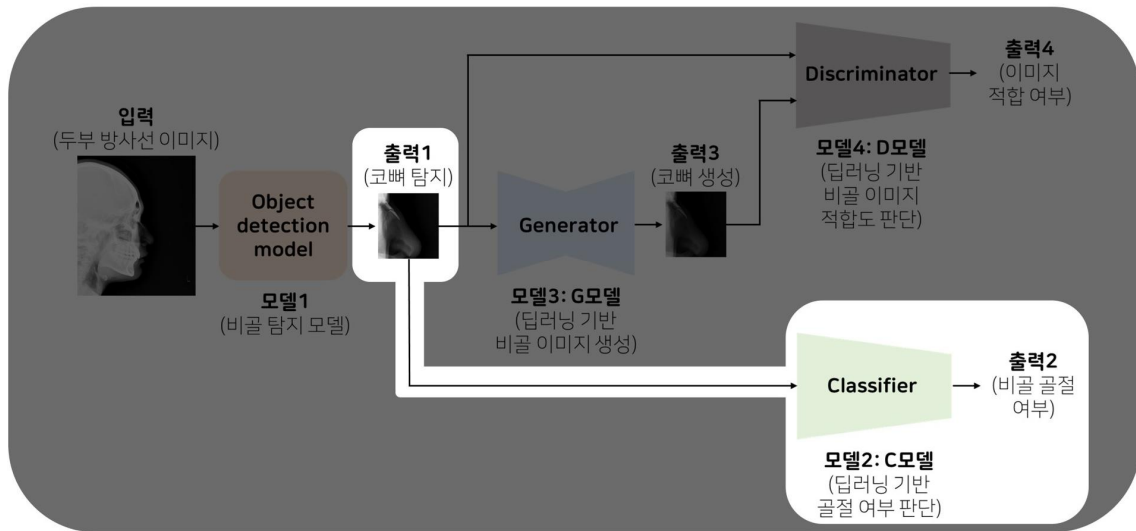 입력
(두부 방사선 이미지)
Object
detection
model
모델1
(비골 탐지 모델)
출력1
(코뼈 탐지)
Generator
모델3: G모델
(딥러닝 기반
비골 이미지 생성)
출력3
(코뼈 생성)
Discriminator
모델4: D모델
(딥러닝 기반
비골 이미지
적합도 판단)
출력4
(이미지
적합 여부)
Classifier
모델2: C모델
(딥러닝 기반
골절 여부 판단)
출력2
(비골 골절
여부)